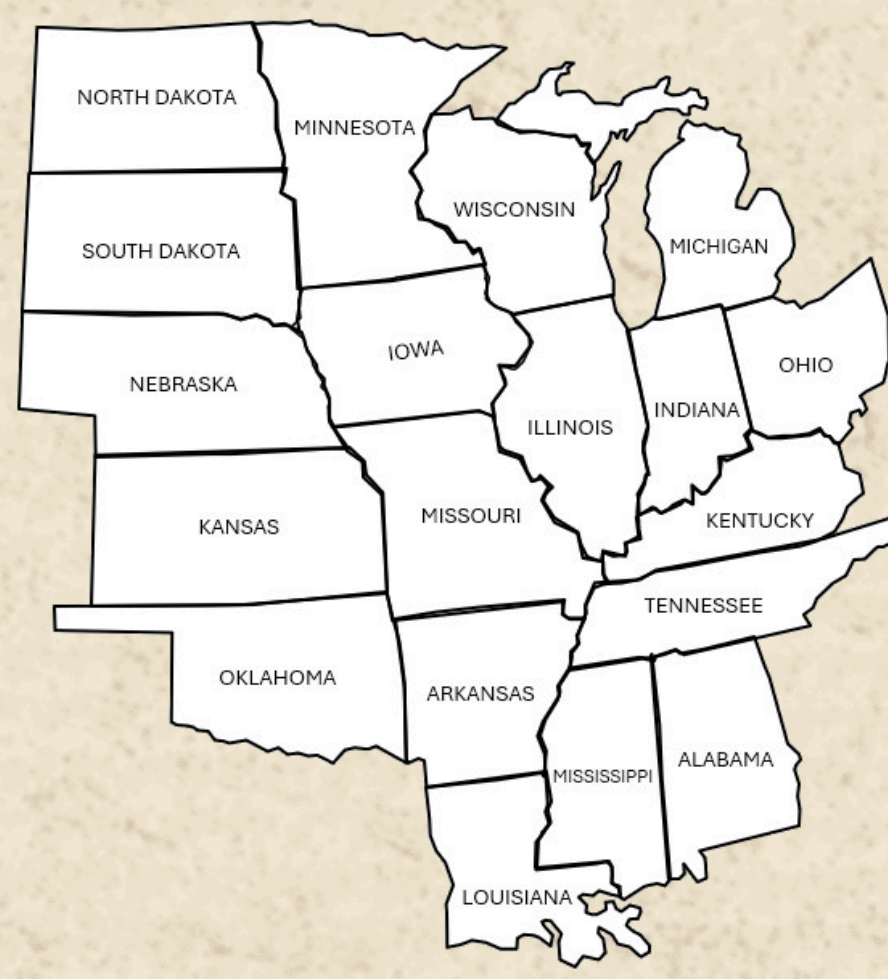 NORTH DAKOTA
MINNESOTA
WISCONSIN
SOUTH DAKOTA
MICHIGAN
IOWA
OHIO
NEBRASKA
INDIANA
ILLINOIS
MISSOURI
KENTUCKY
KANSAS
TENNESSEE
OKLAHOMA
ARKANSAS
ALABAMA
MISSISSIPPI
LOUISIANA